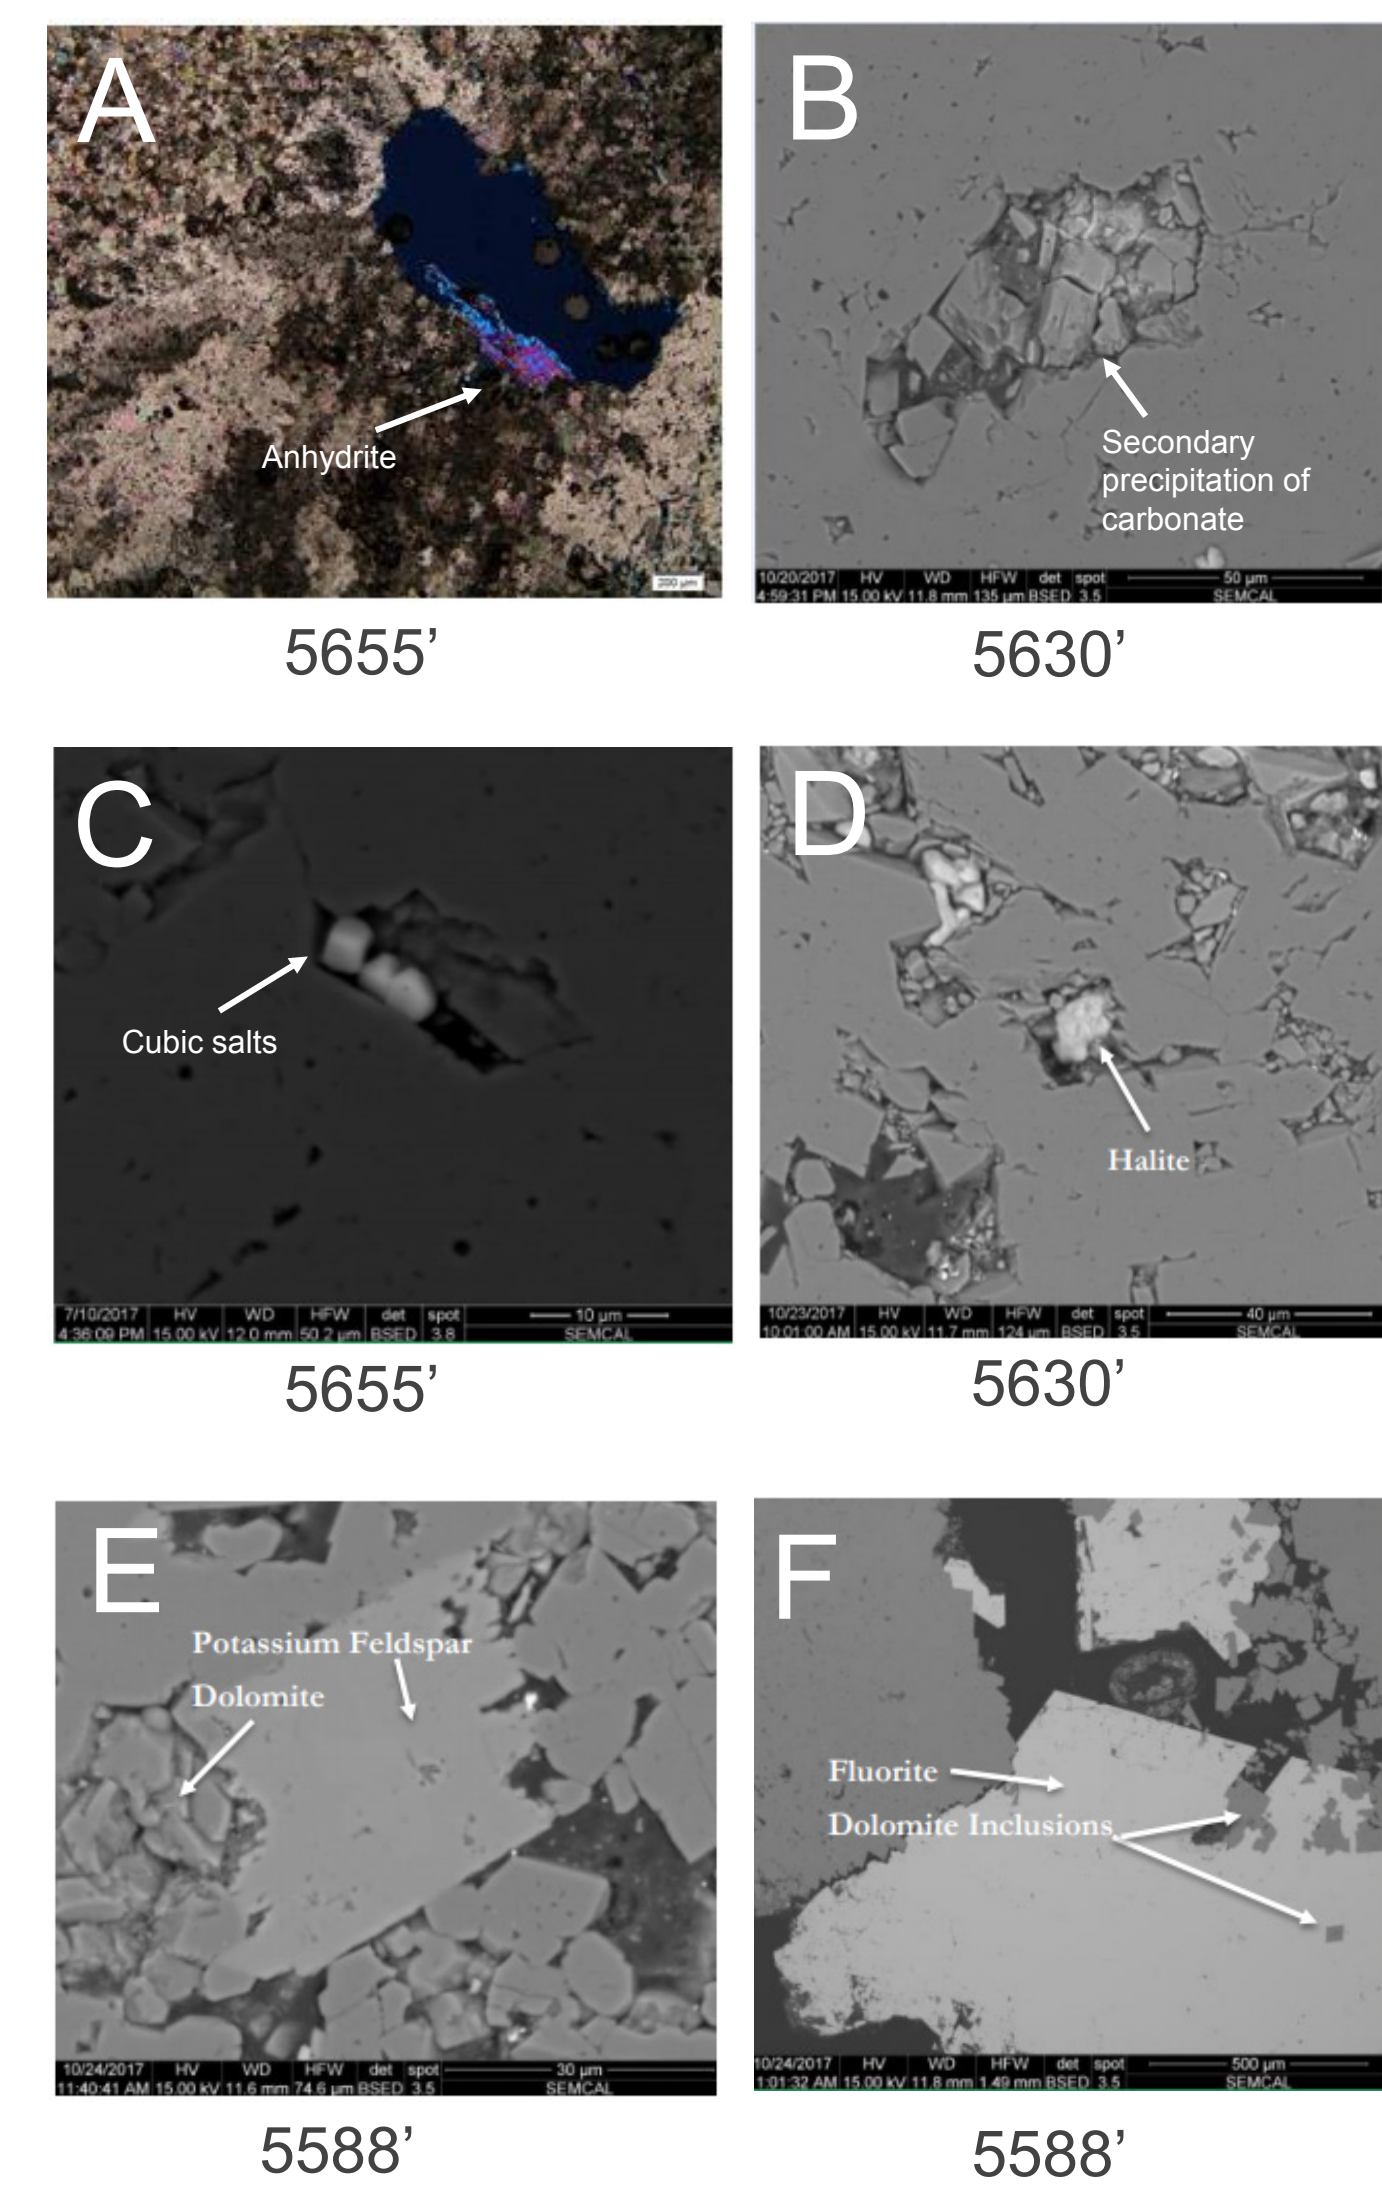 A
Anhydrite
200 µm
5655’
B
Secondary
precipitation of
carbonate
10/20/2017 HV WD HFW det spot 50 µm
4:59:31 PM 15.00 kV 11.8 mm 135 µm BSED 3.5 SEMCAL
5630’
C
Cubic salts
7/10/2017 HV WD HFW det spot 10 µm
4:36:09 PM 15.00 kV 12.0 mm 50.2 µm BSED 3.8 SEMCAL
5655’
D
Halite
10/23/2017 HV WD HFW det spot 40 µm
10:01:00 AM 15.00 kV 11.7 mm 124 µm BSED 3.5 SEMCAL
5630’
E
Potassium Feldspar
Dolomite
10/24/2017 HV WD HFW det spot 30 µm
11:40:41 AM 15.00 kV 11.6 mm 74.6 µm BSED 3.5 SEMCAL
5588’
F
Fluorite
Dolomite Inclusions
10/24/2017 HV WD HFW det spot 500 µm
1:01:32 AM 15.00 kV 11.8 mm 1.49 mm BSED 3.5 SEMCAL
5588’